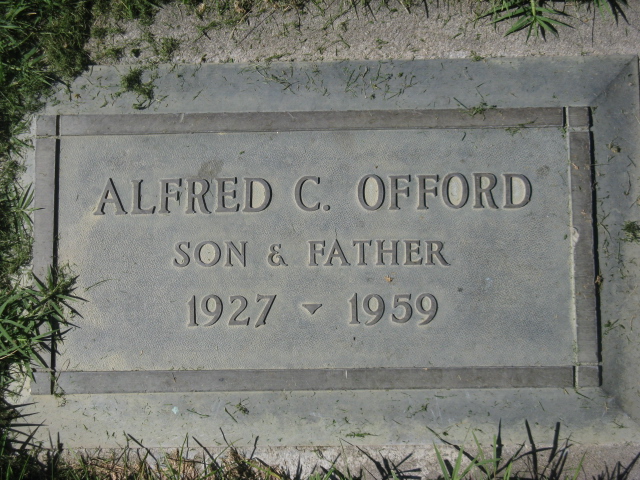 ALFRED C. OFFORD
SON & FATHER
1927 - 1959